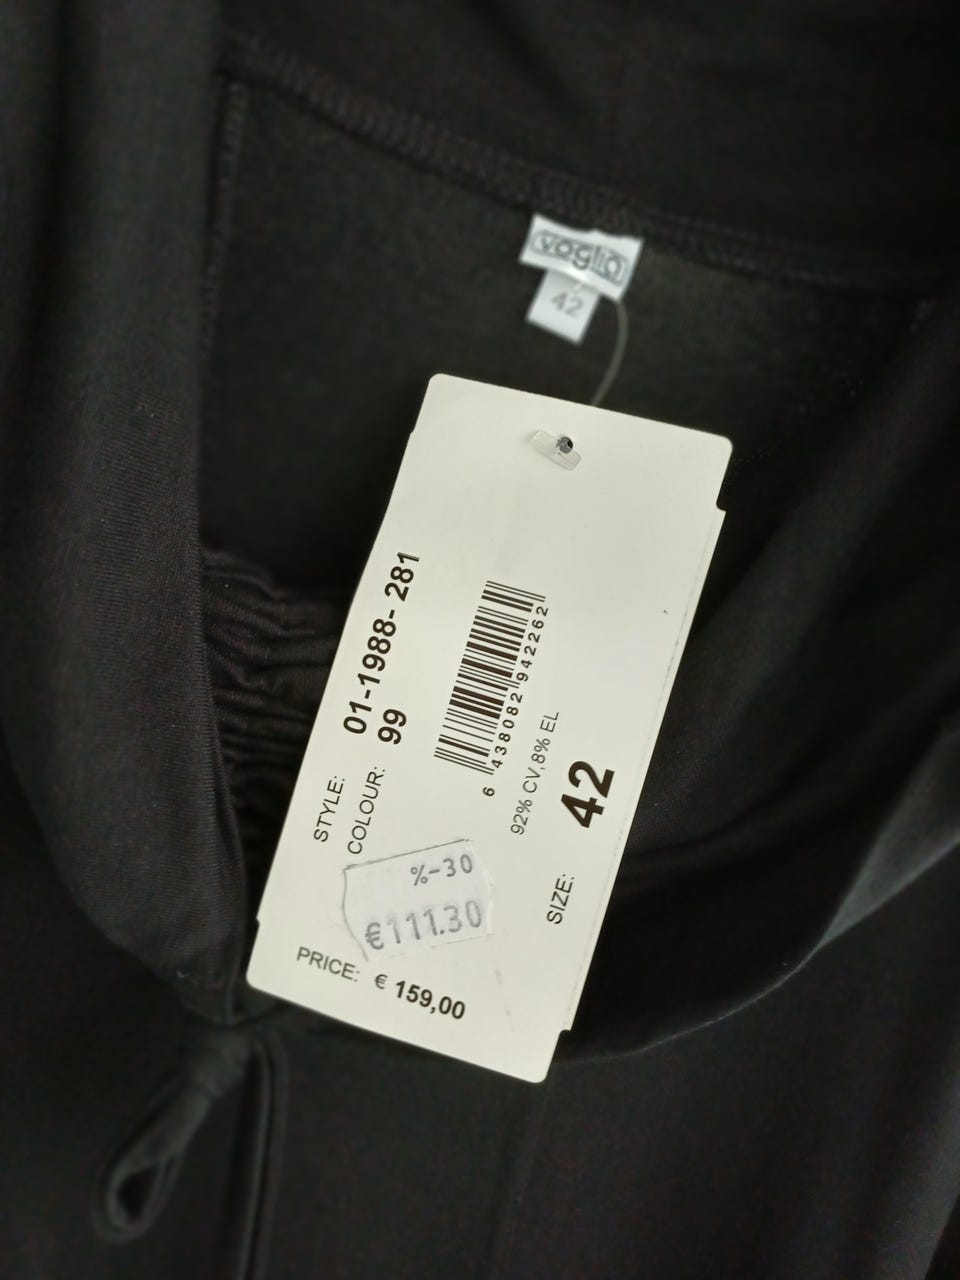 voglia
42
STYLE: 01-1988- 281
COLOUR: 99
6 438082 942262
92% CV,8% EL
SIZE: 42
%-30
€111.30
PRICE: € 159,00